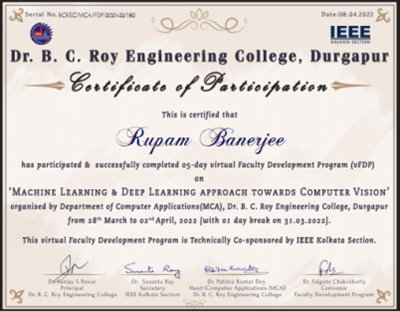 Serial No. BCREC/MCA/FDP/2021-22/182
Date:08.04.2022
IEEE
KOLKATA SECTION
Dr. B. C. Roy Engineering College, Durgapur
Certificate of Participation
This is certified that
Rupam Banerjee
has participated & successfully completed 05-day virtual Faculty Development Program (vFDP)
on
'Machine Learning & Deep Learning approach towards Computer Vision'
organised by Department of Computer Applications(MCA), Dr. B. C. Roy Engineering College, Durgapur
from 28th March to 02nd April, 2022 [with 01 day break on 31.03.2022].
This virtual Faculty Development Program is Technically Co-sponsored by IEEE Kolkata Section.
Susanta Ray
Dr. Sanjay S Pawar
Principal
Dr. B. C. Roy Engineering College
Dr. Susanta Ray
Secretary
IEEE Kolkata Section
Dr. Pabitra Kumar Dey
Head (Computer Applications (MCA))
Dr. B. C. Roy Engineering College
Dr. Falguni Chakraborty
Convenor
Faculty Development Program